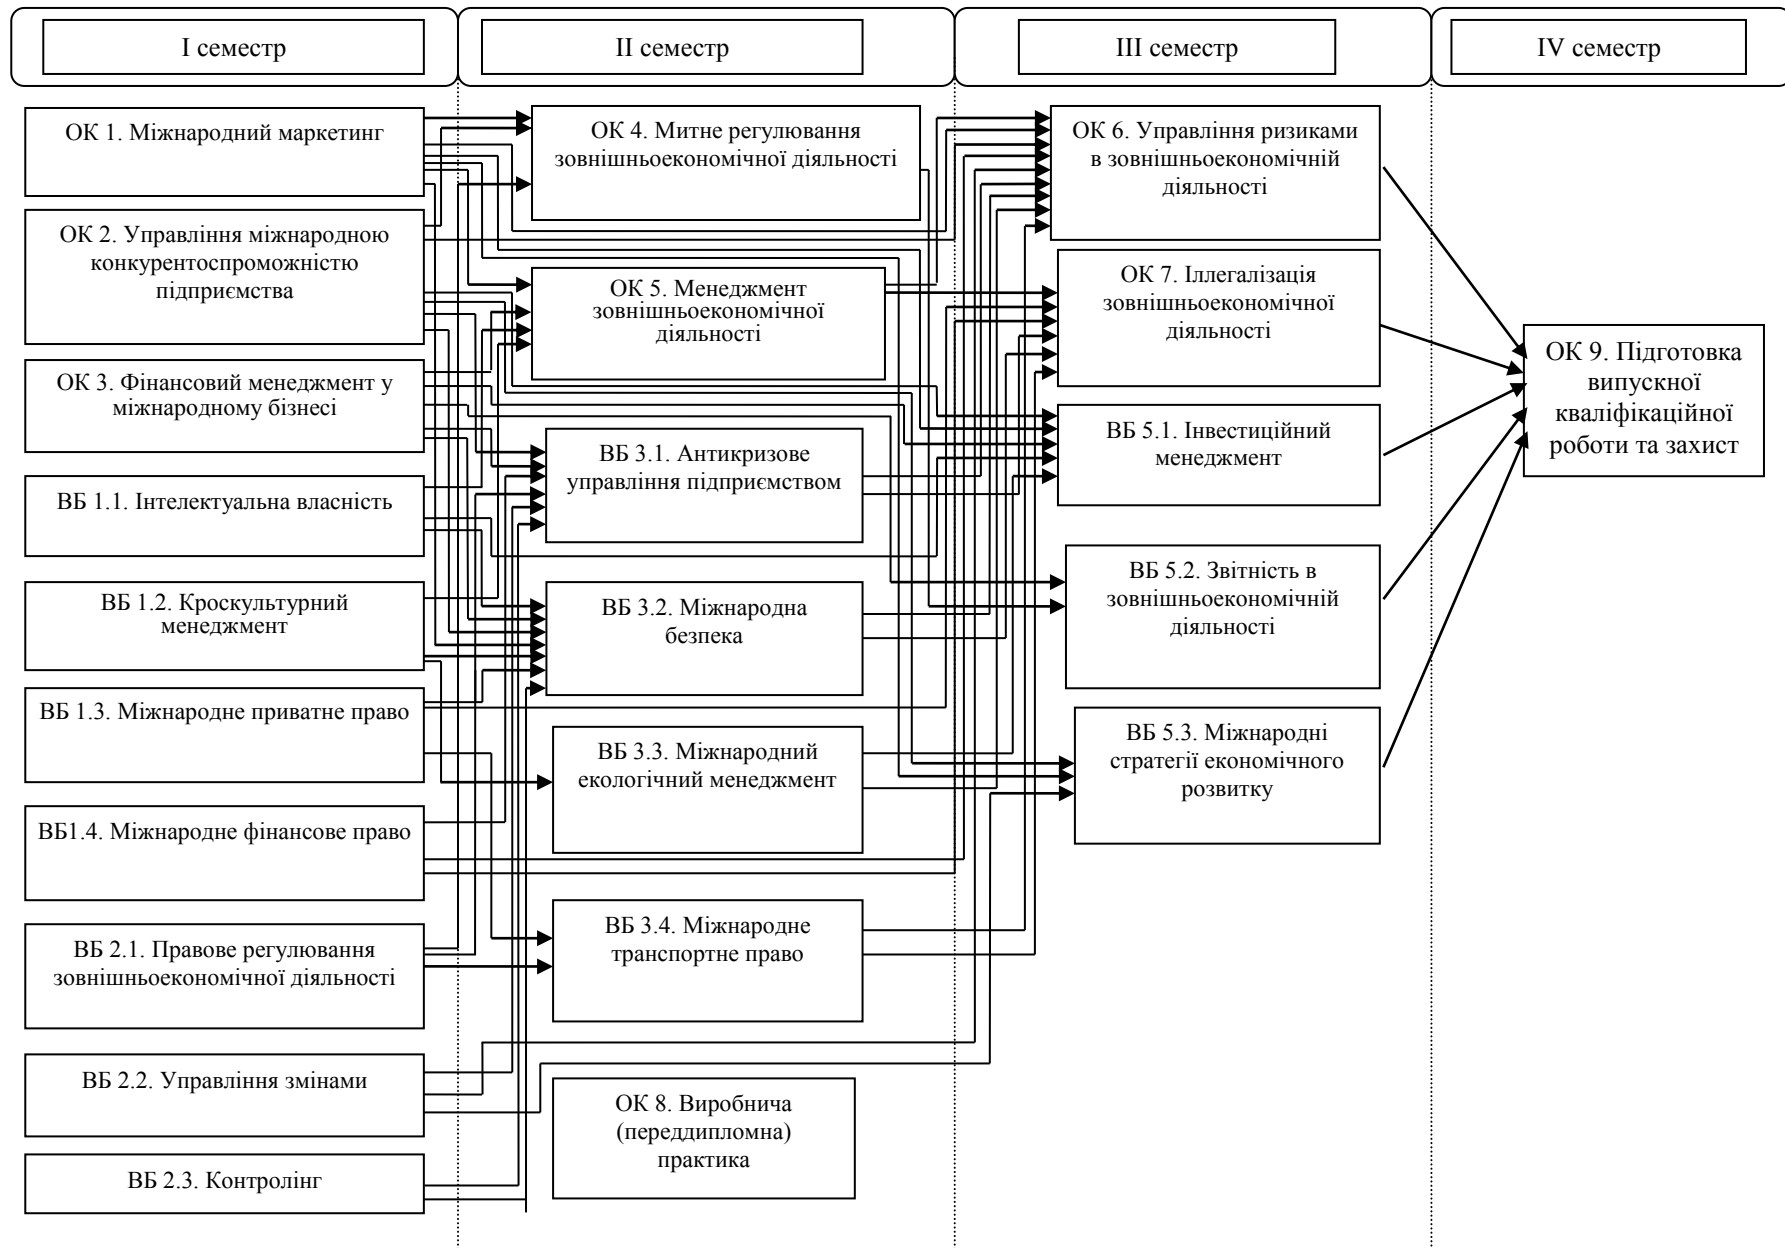 I семестр
II семестр
III семестр
IV семестр
ОК 1. Міжнародний маркетинг
ОК 2. Управління міжнародною
конкурентоспроможністю
підприємства
ОК 3. Фінансовий менеджмент у
міжнародному бізнесі
ВБ 1.1. Інтелектуальна власність
ВБ 1.2. Кроскультурний
менеджмент
ВБ 1.3. Міжнародне приватне право
ВБ1.4. Міжнародне фінансове право
ВБ 2.1. Правове регулювання
зовнішньоекономічної діяльності
ВБ 2.2. Управління змінами
ВБ 2.3. Контролінг
ОК 4. Митне регулювання
зовнішньоекономічної діяльності
ОК 5. Менеджмент
зовнішньоекономічної
діяльності
ВБ 3.1. Антикризове
управління підприємством
ВБ 3.2. Міжнародна
безпека
ВБ 3.3. Міжнародний
екологічний менеджмент
ВБ 3.4. Міжнародне
транспортне право
ОК 8. Виробнича
(переддипломна)
практика
ОК 6. Управління ризиками
в зовнішньоекономічній
діяльності
ОК 7. Іллегалізація
зовнішньоекономічної
діяльності
ВБ 5.1. Інвестиційний
менеджмент
ВБ 5.2. Звітність в
зовнішньоекономічній
діяльності
ВБ 5.3. Міжнародні
стратегії економічного
розвитку
ОК 9. Підготовка
випускної
кваліфікаційної
роботи та захист